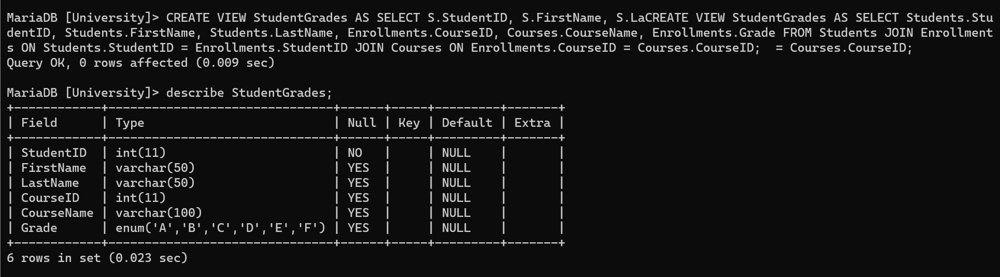 MariaDB [University]> CREATE VIEW StudentGrades AS SELECT S.StudentID, S.FirstName, S.LaCREATE VIEW StudentGrades AS SELECT Students.Stu
dentID, Students.FirstName, Students.LastName, Enrollments.CourseID, Courses.CourseName, Enrollments.Grade FROM Students JOIN Enrollment
s ON Students.StudentID = Enrollments.StudentID JOIN Courses ON Enrollments.CourseID = Courses.CourseID;  = Courses.CourseID;
Query OK, 0 rows affected (0.009 sec)

MariaDB [University]> describe StudentGrades;
+------------+-------------------------------+------+-----+---------+-------+
| Field      | Type                          | Null | Key | Default | Extra |
+------------+-------------------------------+------+-----+---------+-------+
| StudentID  | int(11)                       | NO   |     | NULL    |       |
| FirstName  | varchar(50)                   | YES  |     | NULL    |       |
| LastName   | varchar(50)                   | YES  |     | NULL    |       |
| CourseID   | int(11)                       | YES  |     | NULL    |       |
| CourseName | varchar(100)                  | YES  |     | NULL    |       |
| Grade      | enum('A','B','C','D','E','F') | YES  |     | NULL    |       |
+------------+-------------------------------+------+-----+---------+-------+
6 rows in set (0.023 sec)